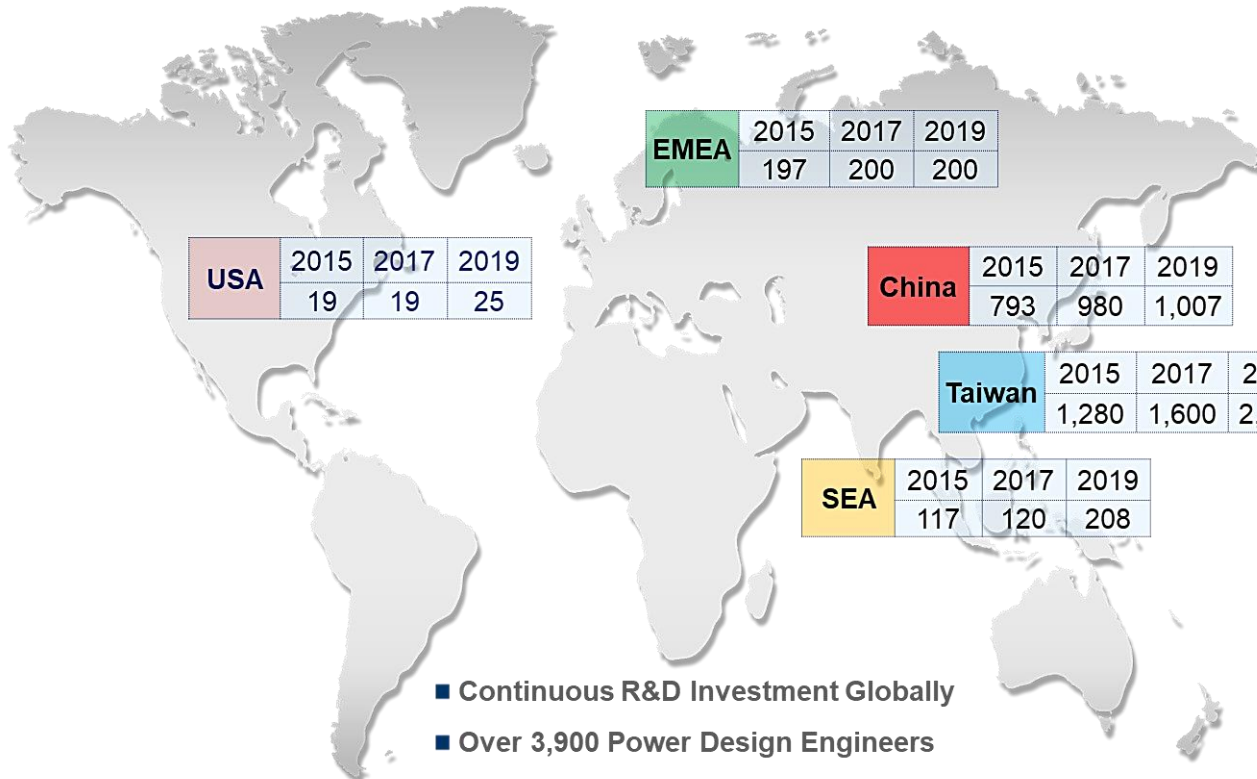 EMEA 2015 2017 2019
197 200 200
USA 2015 2017 2019
19 19 25
China 2015 2017 2019
793 980 1,007
Taiwan 2015 2017
1,280 1,600
SEA 2015 2017 2019
117 120 208
■ Continuous R&D Investment Globally
■ Over 3,900 Power Design Engineers